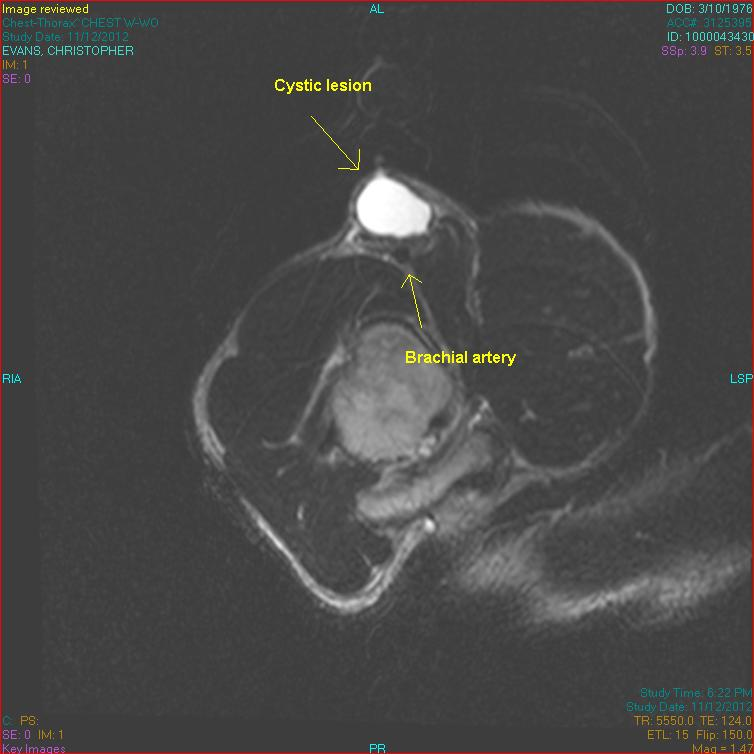 Image reviewed
Chest-Thorax^CHEST W-WO
Study Date: 11/12/2012
EVANS, CHRISTOPHER
IM: 1
SE: 0
AL
DOB: 3/10/1976
ACC#: 3125395
ID: 1000043430
SSp: 3.9 ST: 3.5
Cystic lesion
Brachial artery
RIA
LSP
C: PS:
SE: 0 IM: 1
Key Images
PR
Study Time: 6:22 PM
Study Date: 11/12/2012
TR: 5550.0 TE: 124.0
ETL: 15 Flip: 150.0
Mag = 1.47